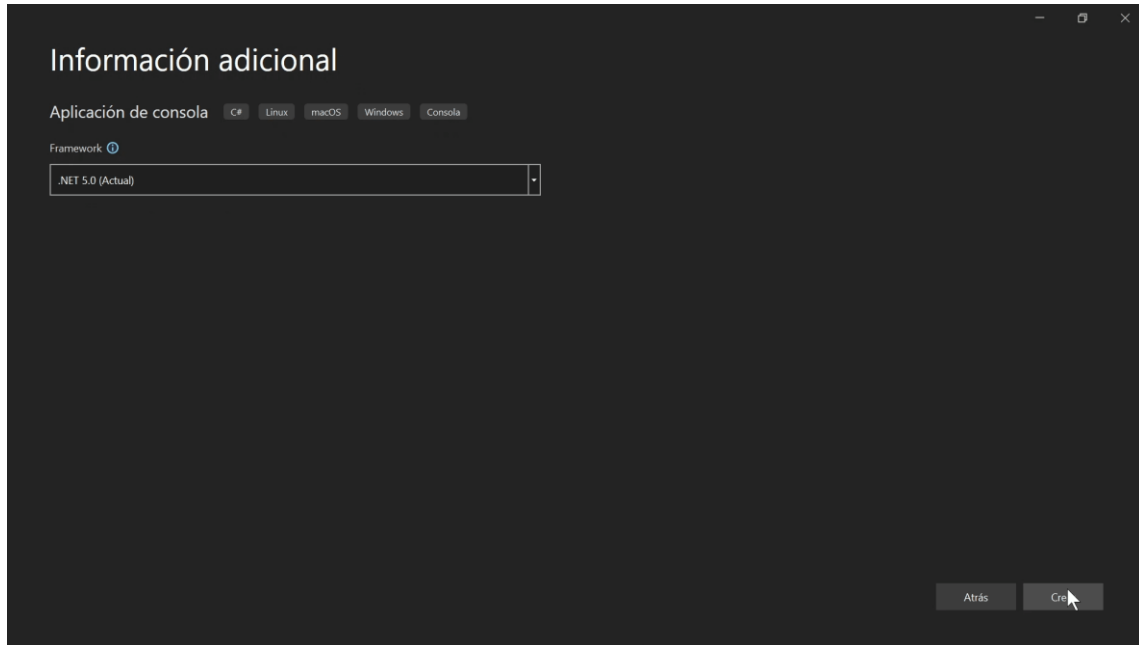 Información adicional
Aplicación de consola C# Linux macOS Windows Consola
Framework
.NET 5.0 (Actual)
Atrás